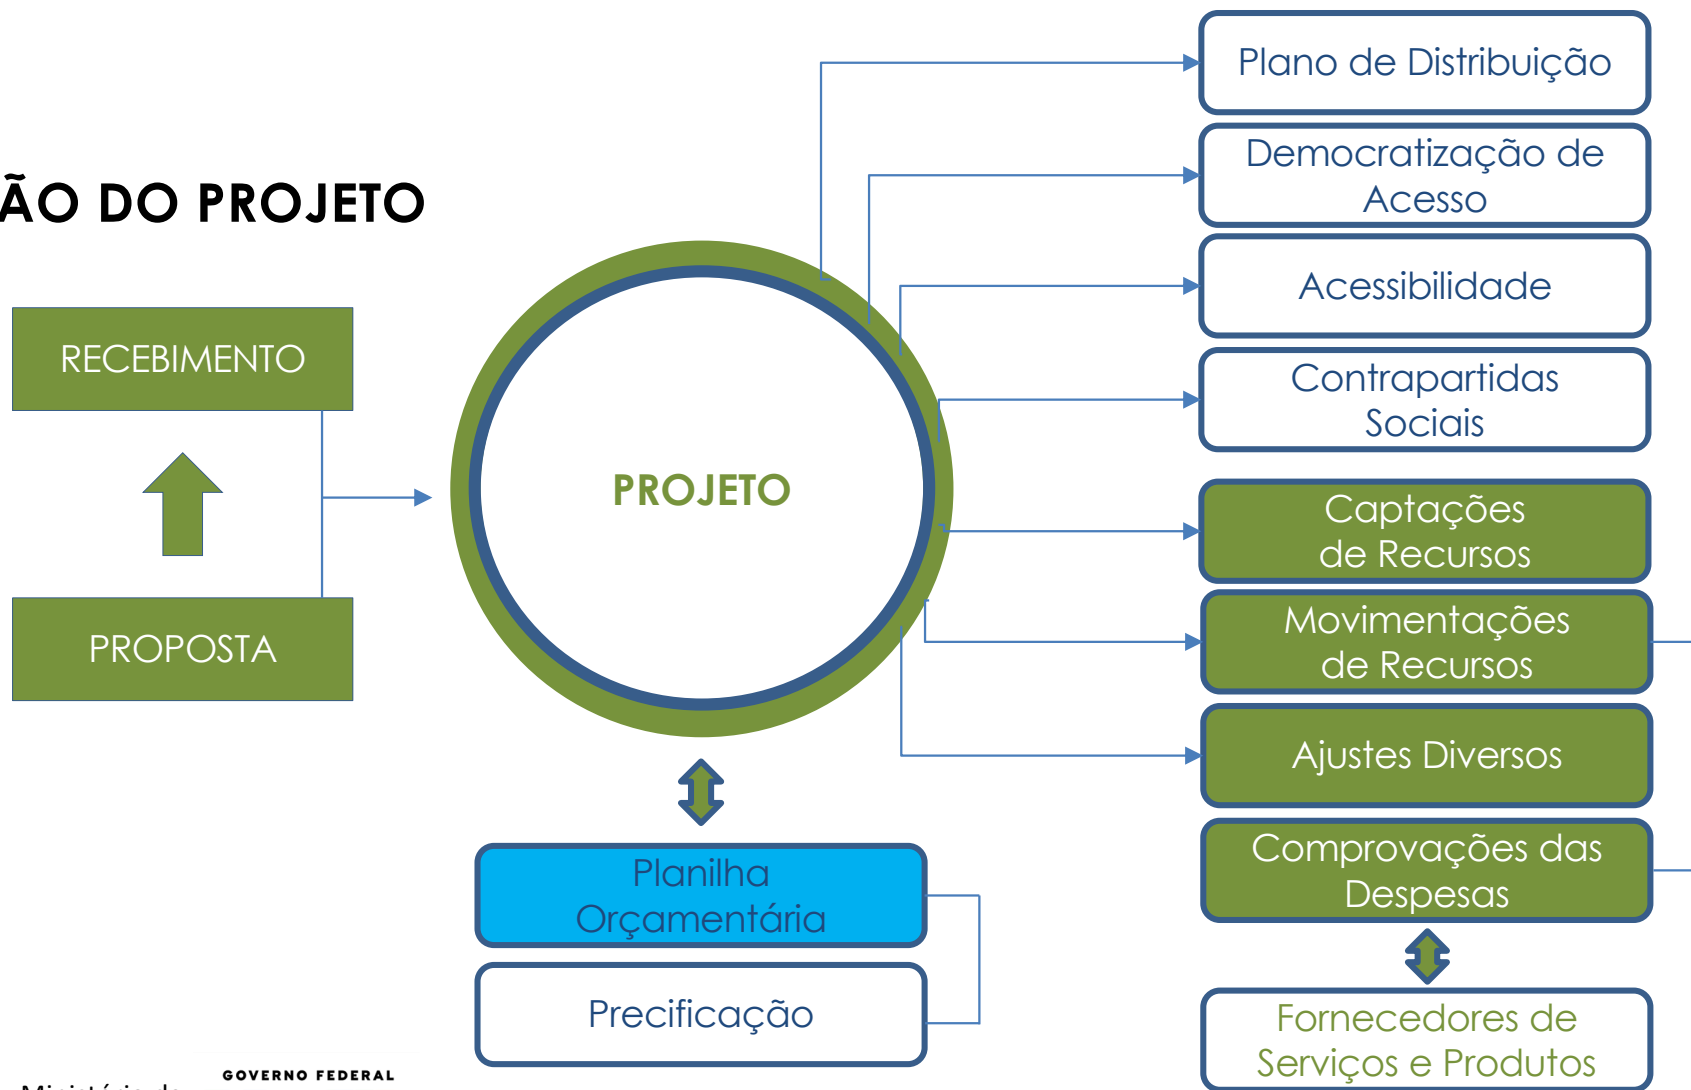 ÃO DO PROJETO
RECEBIMENTO
PROPOSTA
PROJETO
Planilha
Orçamentária
Precificação
Plano de Distribuição
Democratização de
Acesso
Acessibilidade
Contrapartidas
Sociais
Captações
de Recursos
Movimentações
de Recursos
Ajustes Diversos
Comprovações das
Despesas
Fornecedores de
Serviços e Produtos
GOVERNO FEDERAL